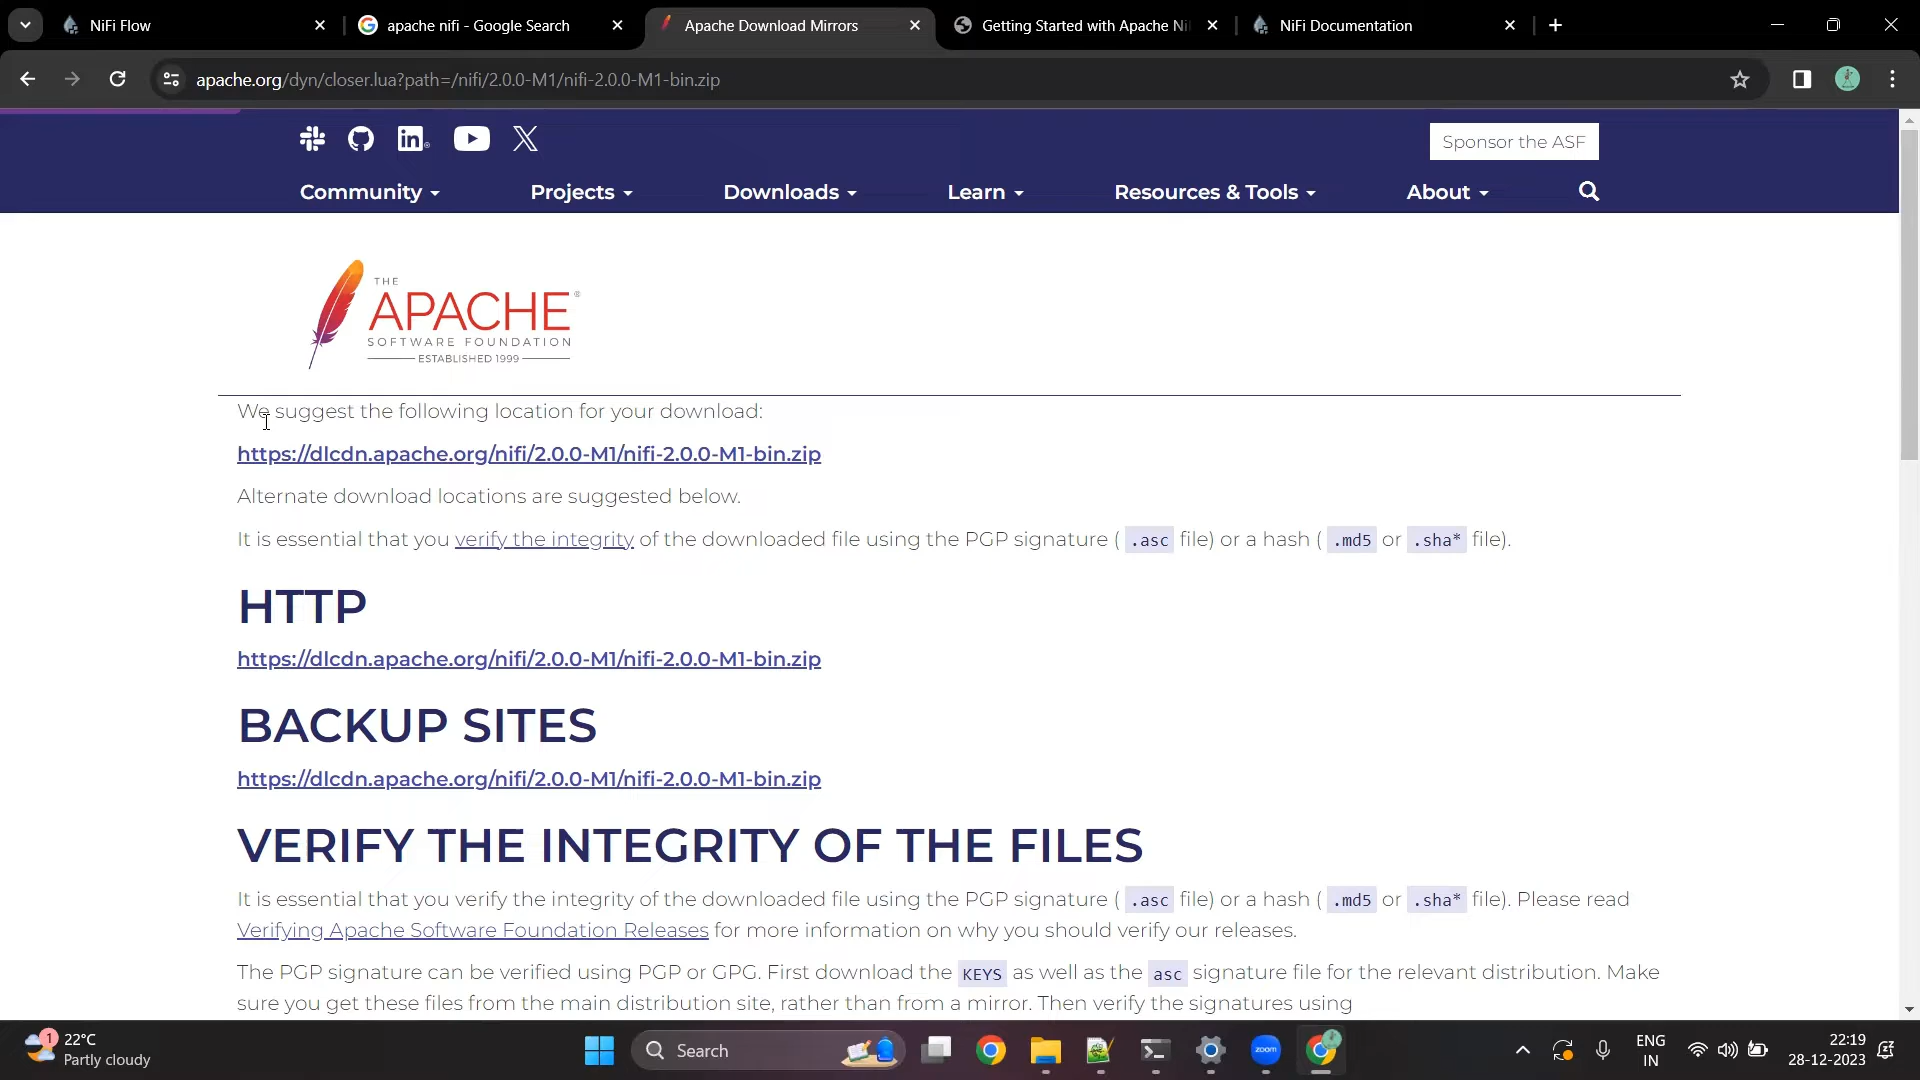 NiFi Flow
apache nifi - Google Search
Apache Download Mirrors
Getting Started with Apache Ni
NiFi Documentation
apache.org/dyn/closer.lua?path=/nifi/2.0.0-M1/nifi-2.0.0-M1-bin.zip
Sponsor the ASF
Community
Projects
Downloads
Learn
Resources & Tools
About
THE
APACHE®
SOFTWARE FOUNDATION
ESTABLISHED 1999
We suggest the following location for your download:
https://dlcdn.apache.org/nifi/2.0.0-M1/nifi-2.0.0-M1-bin.zip
Alternate download locations are suggested below.
It is essential that you verify the integrity of the downloaded file using the PGP signature ( .asc file) or a hash ( .md5 or .sha* file).
HTTP
https://dlcdn.apache.org/nifi/2.0.0-M1/nifi-2.0.0-M1-bin.zip
BACKUP SITES
https://dlcdn.apache.org/nifi/2.0.0-M1/nifi-2.0.0-M1-bin.zip
VERIFY THE INTEGRITY OF THE FILES
It is essential that you verify the integrity of the downloaded file using the PGP signature ( .asc file) or a hash ( .md5 or .sha* file). Please read
Verifying Apache Software Foundation Releases for more information on why you should verify our releases.
The PGP signature can be verified using PGP or GPG. First download the KEYS as well as the asc signature file for the relevant distribution. Make
sure you get these files from the main distribution site, rather than from a mirror. Then verify the signatures using
1
22°C
Partly cloudy
Search
zoom
ENG
IN
22:19
28-12-2023